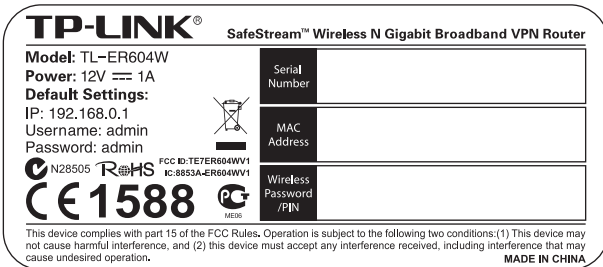 TP-LINK®
SafeStream™ Wireless N Gigabit Broadband VPN Router
Model: TL-ER604W
Power: 12V ⎓ 1A
Default Settings:
IP: 192.168.0.1
Username: admin
Password: admin
Serial
Number
MAC
Address
Wireless
Password
/PIN
N28505 RoHS
FCC ID:TE7ER604WV1
IC:8853A-ER604WV1
CE1588
PCT
ME06
This device complies with part 15 of the FCC Rules. Operation is subject to the following two conditions:(1) This device may
not cause harmful interference, and (2) this device must accept any interference received, including interference that may
cause undesired operation.
MADE IN CHINA